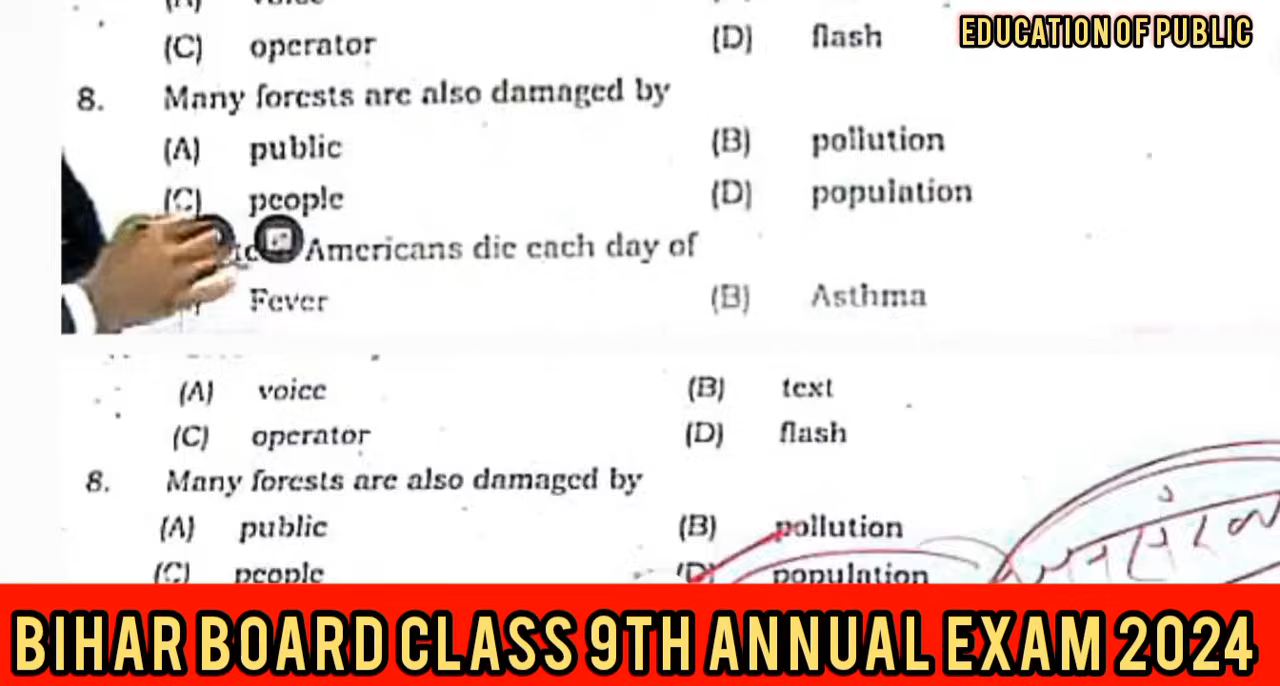 EDUCATION OF PUBLIC
(C) operator (D) flash
8. Many forests are also damaged by
(A) public (B) pollution
(C) people (D) population
Americans die each day of
Fever (B) Asthma
(A) voice (B) text
(C) operator (D) flash
8. Many forests are also damaged by
(A) public (B) pollution
(C) people (D) population
BIHAR BOARD CLASS 9TH ANNUAL EXAM 2024